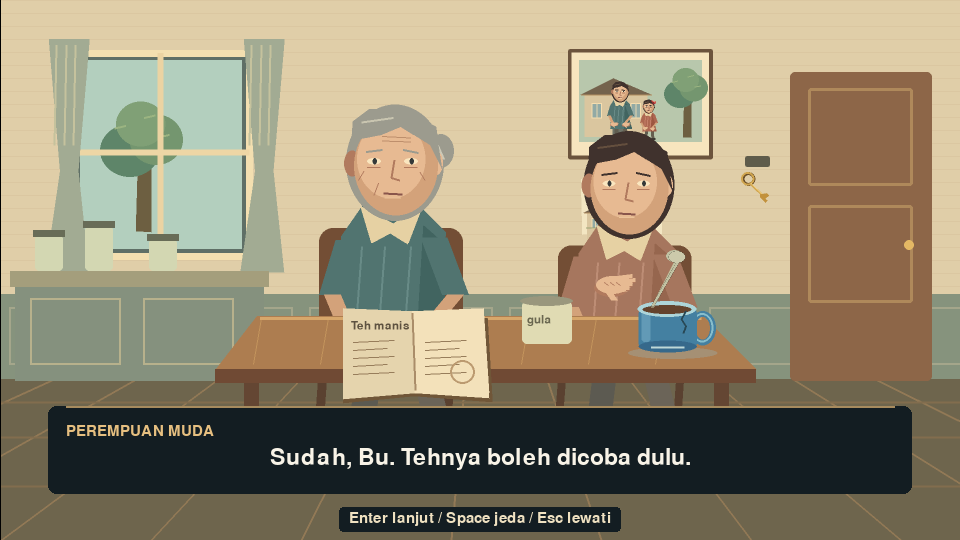 Teh manis
gula
PEREMPUAN MUDA
Sudah, Bu. Tehnya boleh dicoba dulu.
Enter lanjut / Space jeda / Esc lewati